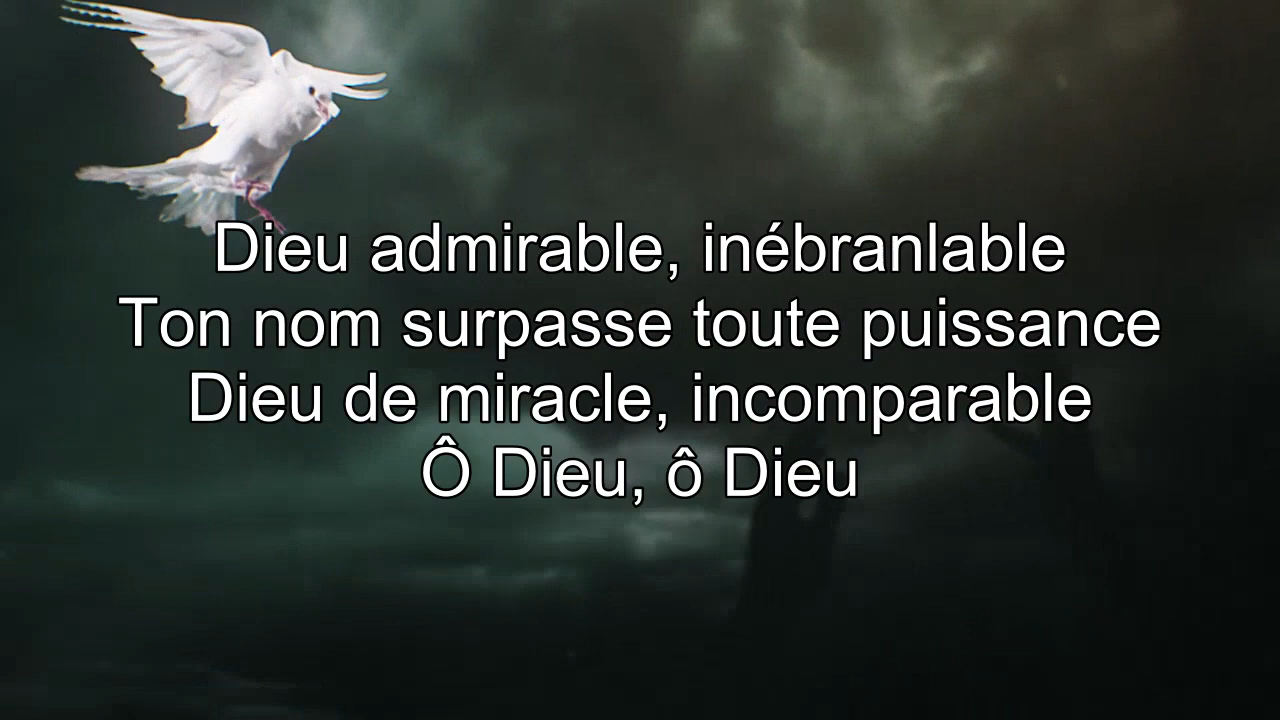 Dieu admirable, inébranlable
Ton nom surpasse toute puissance
Dieu de miracle, incomparable
Ô Dieu, ô Dieu